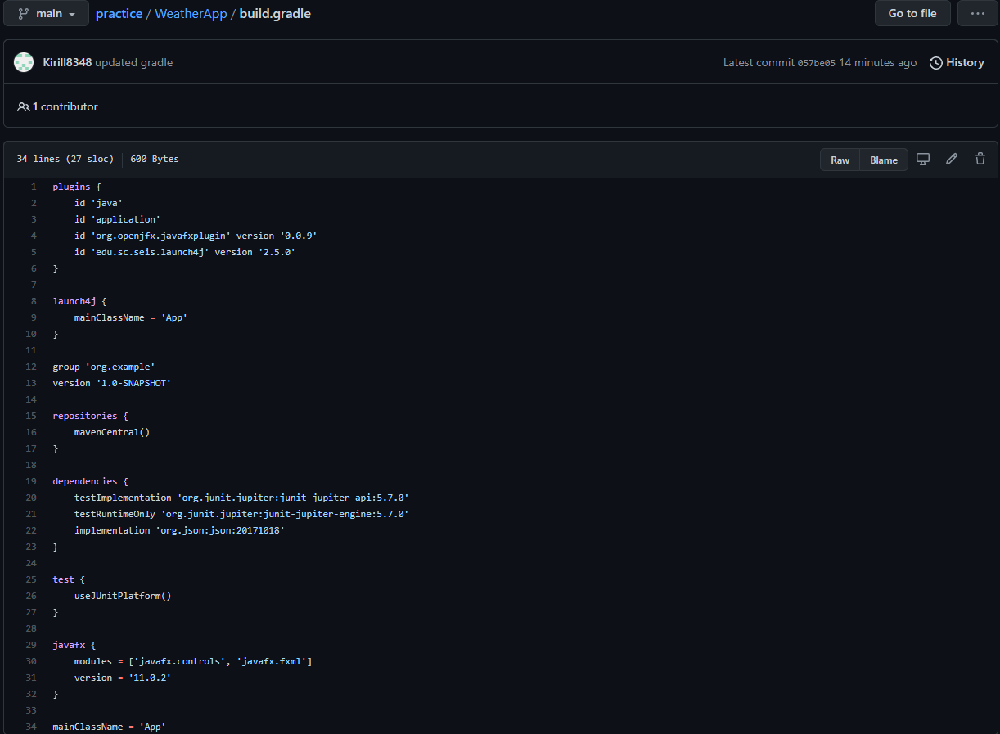 main
practice / WeatherApp / build.gradle
Go to file
Kirill8348 updated gradle
Latest commit 057be05 14 minutes ago
History
1 contributor
34 lines (27 sloc)
600 Bytes
Raw
Blame
1 plugins {
2     id 'java'
3     id 'application'
4     id 'org.openjfx.javafxplugin' version '0.0.9'
5     id 'edu.sc.seis.launch4j' version '2.5.0'
6 }
7
8 launch4j {
9     mainClassName = 'App'
10 }
11
12 group 'org.example'
13 version '1.0-SNAPSHOT'
14
15 repositories {
16     mavenCentral()
17 }
18
19 dependencies {
20     testImplementation 'org.junit.jupiter:junit-jupiter-api:5.7.0'
21     testRuntimeOnly 'org.junit.jupiter:junit-jupiter-engine:5.7.0'
22     implementation 'org.json:json:20171018'
23 }
24
25 test {
26     useJUnitPlatform()
27 }
28
29 javafx {
30     modules = ['javafx.controls', 'javafx.fxml']
31     version = '11.0.2'
32 }
33
34 mainClassName = 'App'